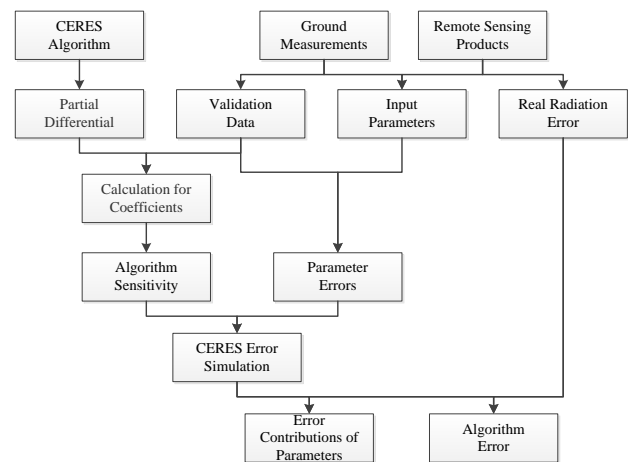 CERES
Algorithm
Ground
Measurements
Remote Sensing
Products
Partial
Differential
Validation
Data
Input
Parameters
Real Radiation
Error
Calculation for
Coefficients
Algorithm
Sensitivity
Parameter
Errors
CERES Error
Simulation
Error
Contributions of
Parameters
Algorithm
Error